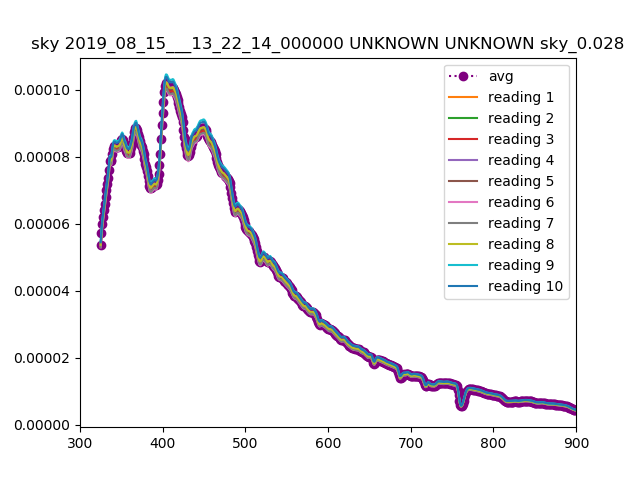 sky 2019_08_15___13_22_14_000000 UNKNOWN UNKNOWN sky_0.028
avg
reading 1
reading 2
reading 3
reading 4
reading 5
reading 6
reading 7
reading 8
reading 9
reading 10
0.00010
0.00008
0.00006
0.00004
0.00002
0.00000
300 400 500 600 700 800 900